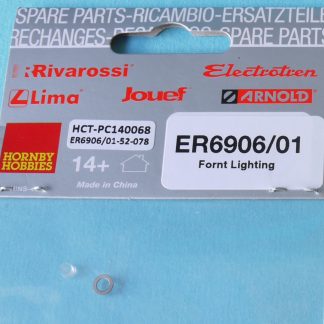 SPARE PARTS-RICAMBIO-ERSATZTEILE
RECHANGES- SPARE PARTS
Rivarossi Electrotren
Lima Jouef ARNOLD
HORNBY
HOBBIES
HCT-PC140068
ER6906/01-52-078
14+
Made in China
ER6906/01
Fornt Lighting